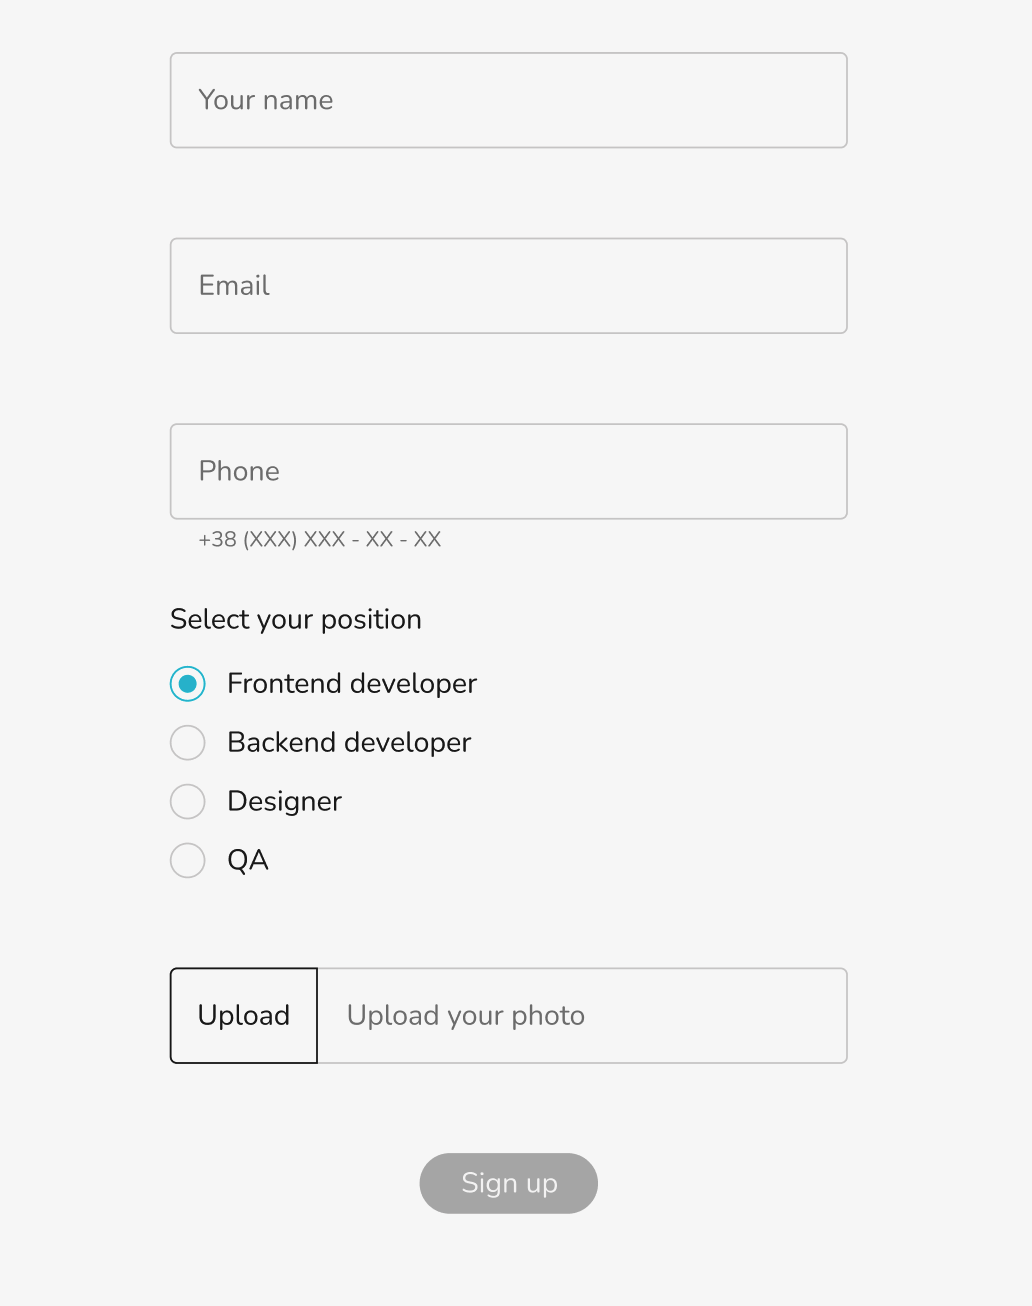 Your name
Email
Phone
+38 (XXX) XXX - XX - XX
Select your position
Frontend developer
Backend developer
Designer
QA
Upload
Upload your photo
Sign up